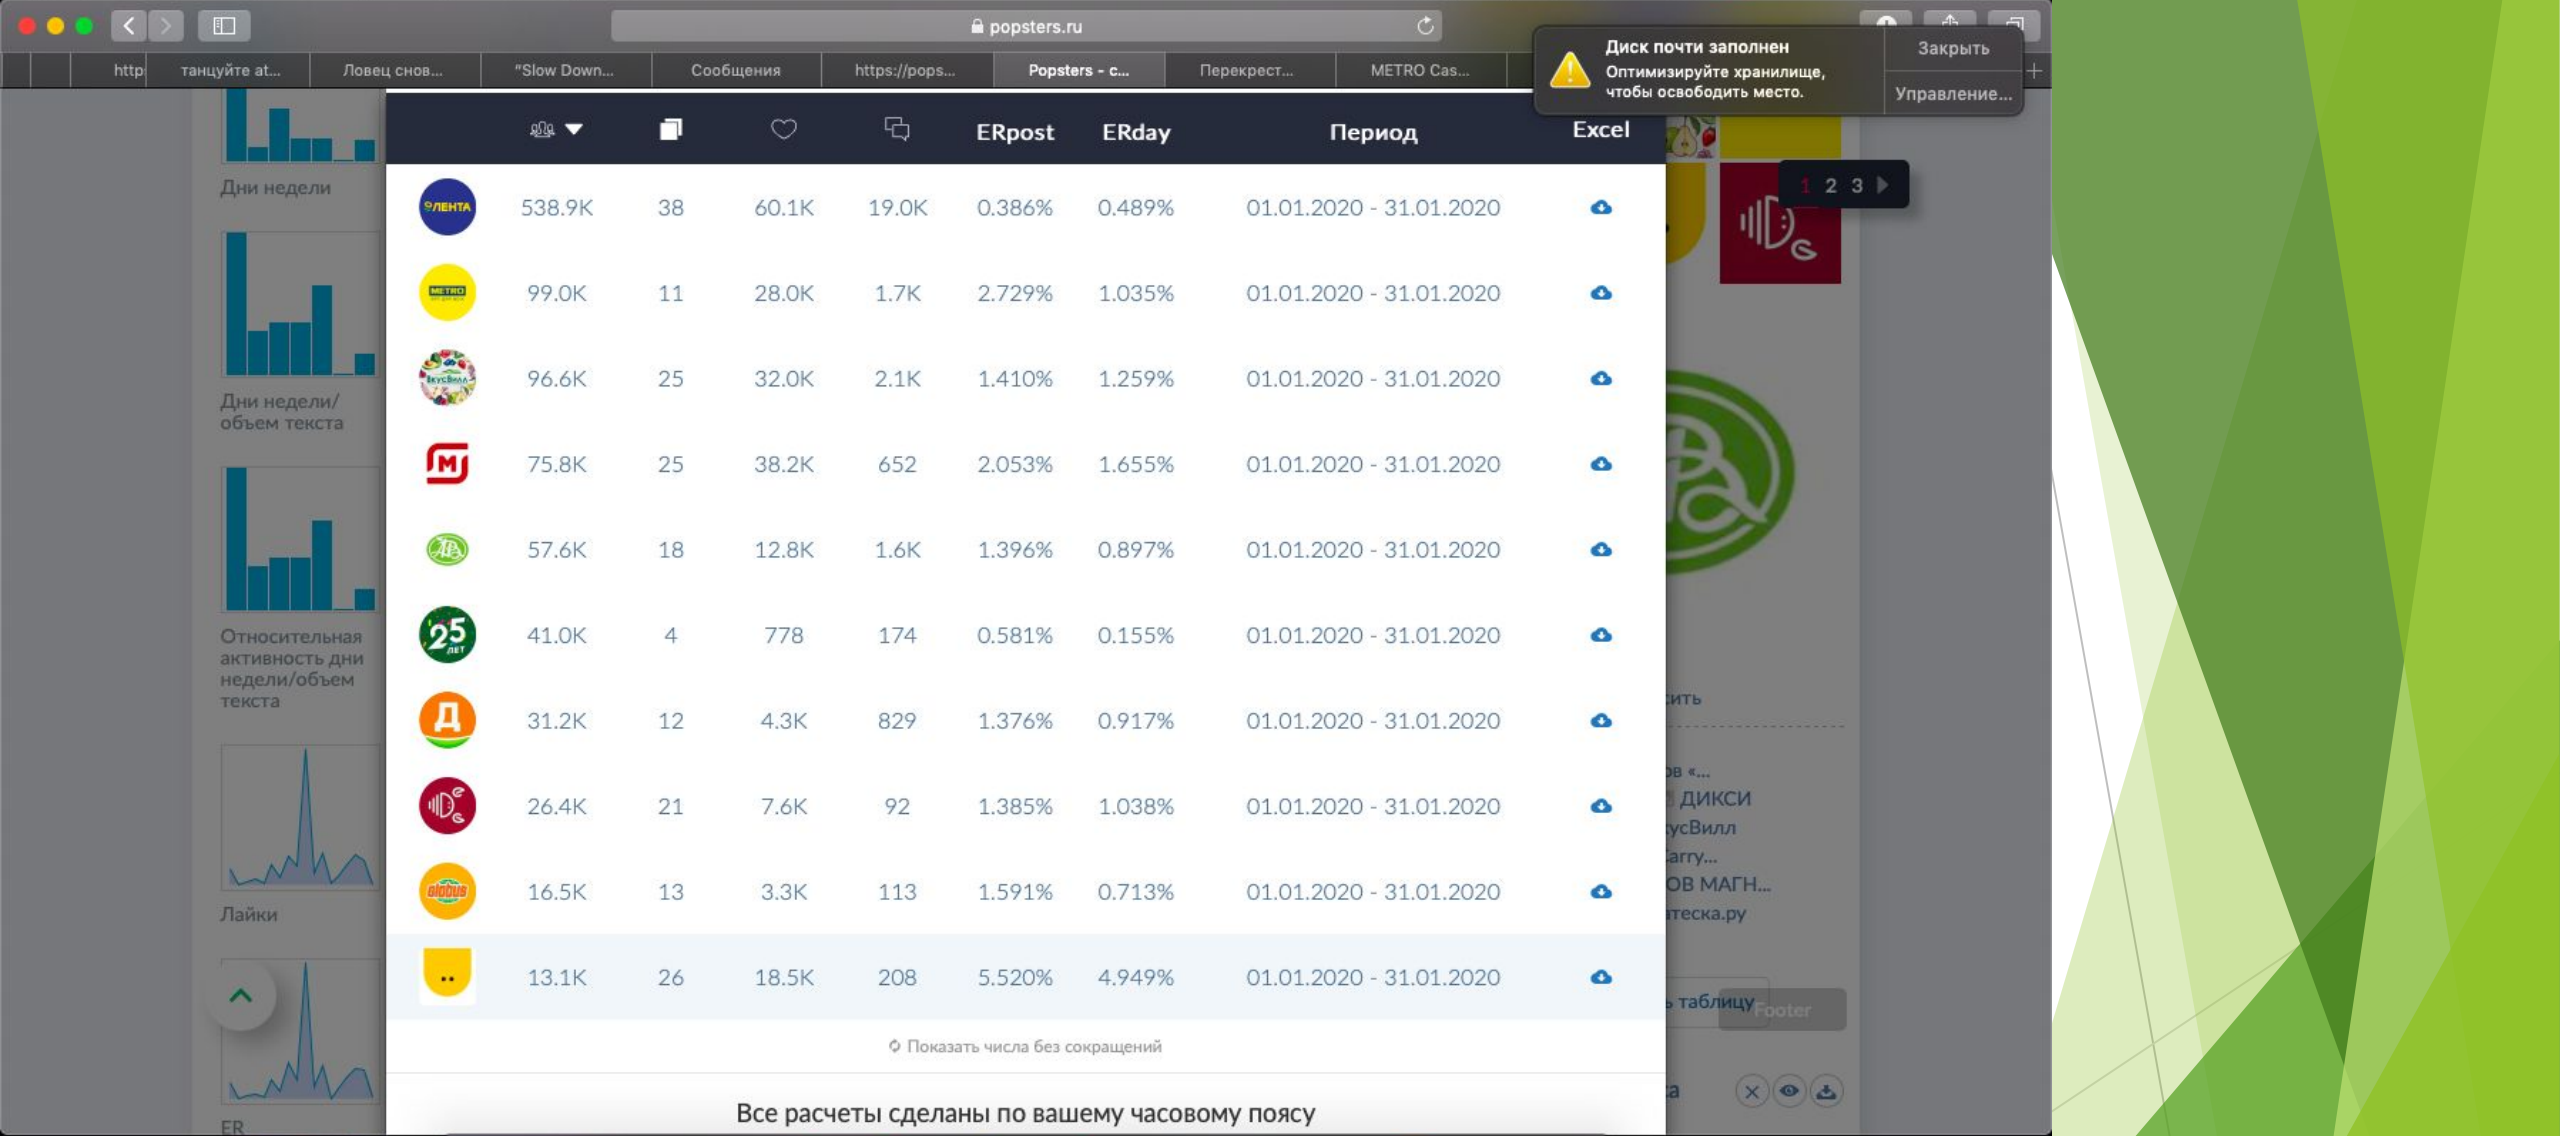 popsters.ru
http
танцуйте at...
Ловец снов...
"Slow Down...
Сообщения
https://pops...
Popsters - с...
Перекрест...
METRO Cas...
Диск почти заполнен
Оптимизируйте хранилище,
чтобы освободить место.
Закрыть
Управление...
ERpost ERday Период Excel
ЛЕНТА 538.9K 38 60.1K 19.0K 0.386% 0.489% 01.01.2020 - 31.01.2020
METRO 99.0K 11 28.0K 1.7K 2.729% 1.035% 01.01.2020 - 31.01.2020
ВкусВилл 96.6K 25 32.0K 2.1K 1.410% 1.259% 01.01.2020 - 31.01.2020
М 75.8K 25 38.2K 652 2.053% 1.655% 01.01.2020 - 31.01.2020
АВ 57.6K 18 12.8K 1.6K 1.396% 0.897% 01.01.2020 - 31.01.2020
25 ЛЕТ 41.0K 4 778 174 0.581% 0.155% 01.01.2020 - 31.01.2020
Д 31.2K 12 4.3K 829 1.376% 0.917% 01.01.2020 - 31.01.2020
26.4K 21 7.6K 92 1.385% 1.038% 01.01.2020 - 31.01.2020
globus 16.5K 13 3.3K 113 1.591% 0.713% 01.01.2020 - 31.01.2020
13.1K 26 18.5K 208 5.520% 4.949% 01.01.2020 - 31.01.2020
Показать числа без сокращений
Все расчеты сделаны по вашему часовому поясу
Дни недели
Дни недели/
объем текста
Относительная
активность дни
недели/объем
текста
Лайки
ER
1 2 3
сить
ов «...
ДИКСИ
усВилл
Carry...
ОВ МАГН...
атеска.ру
ь таблицу
Footer
са